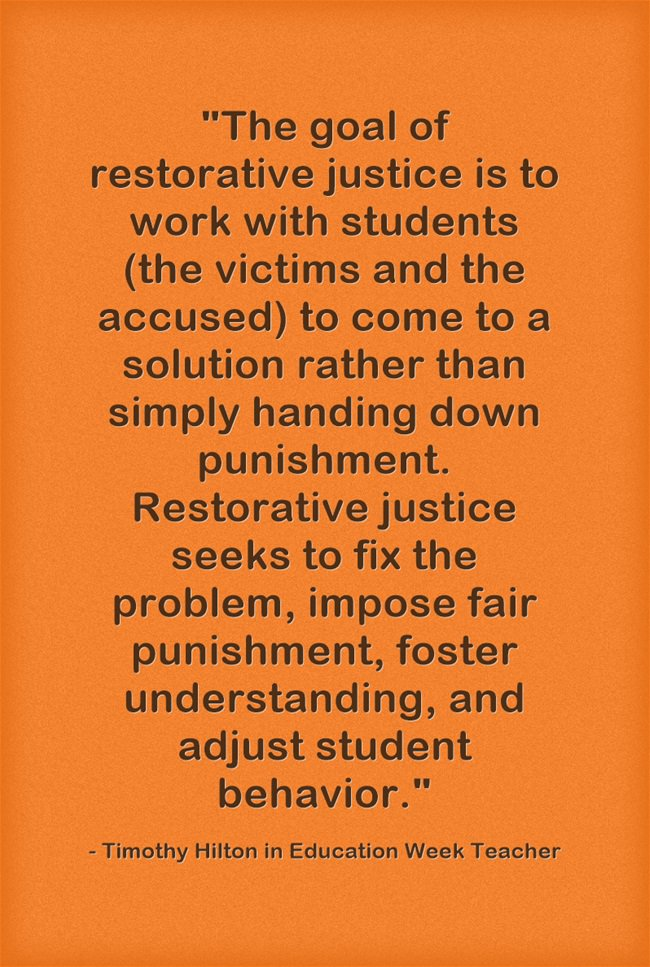 "The goal of
restorative justice is to
work with students
(the victims and the
accused) to come to a
solution rather than
simply handing down
punishment.
Restorative justice
seeks to fix the
problem, impose fair
punishment, foster
understanding, and
adjust student
behavior."
- Timothy Hilton in Education Week Teacher